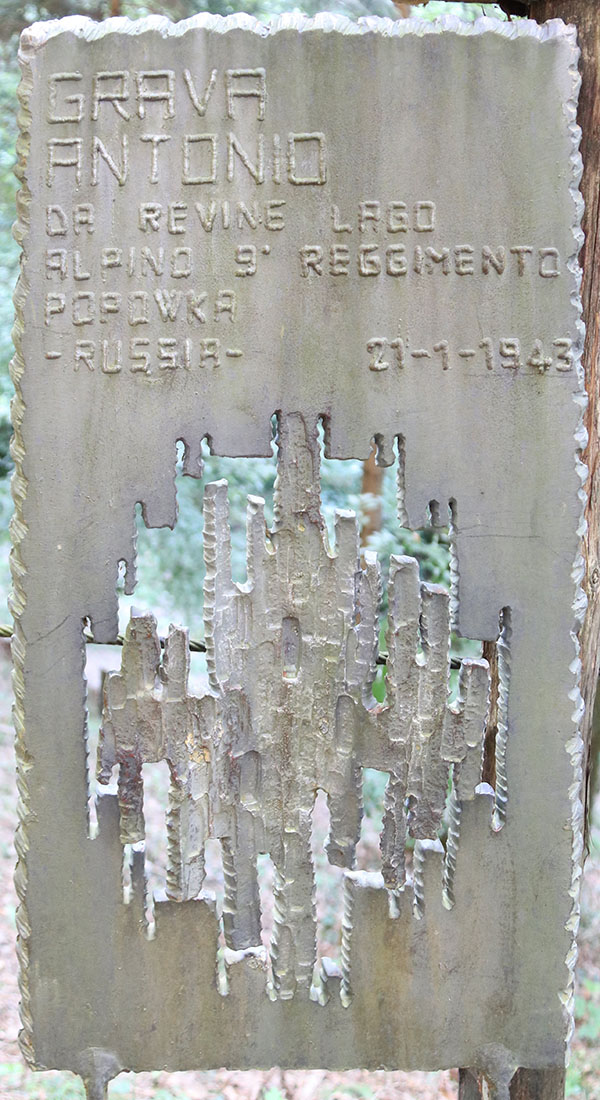 GRAVA
ANTONIO
DA REVINE LAGO
ALPINO 9° REGGIMENTO
POPOWKA
-RUSSIA- 21-1-1943